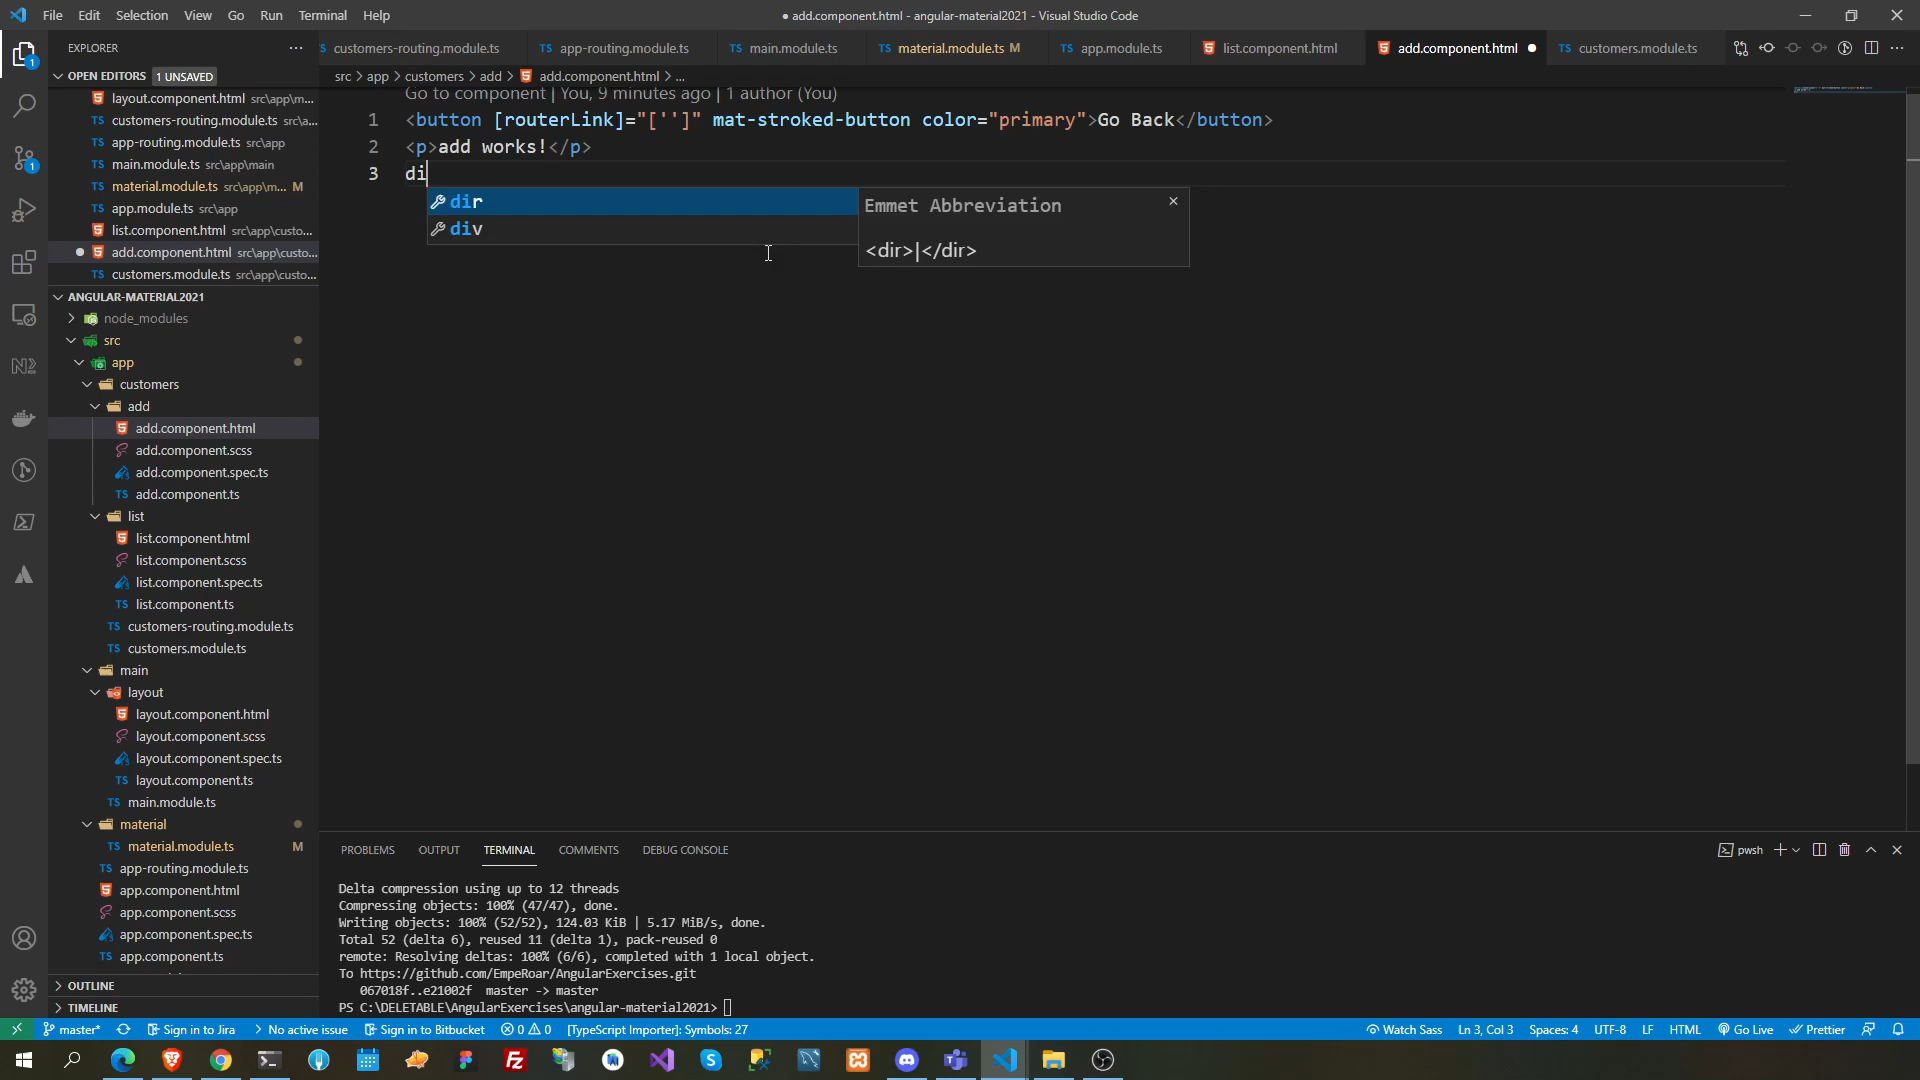 File Edit Selection View Go Run Terminal Help
● add.component.html - angular-material2021 - Visual Studio Code
EXPLORER
customers-routing.module.ts
app-routing.module.ts
main.module.ts
material.module.ts M
app.module.ts
list.component.html
add.component.html
customers.module.ts
OPEN EDITORS 1 UNSAVED
layout.component.html src\app\m...
customers-routing.module.ts src\a...
app-routing.module.ts src\app
main.module.ts src\app\main
material.module.ts src\app\m... M
app.module.ts src\app
list.component.html src\app\custo...
add.component.html src\app\custo...
customers.module.ts src\app\custo...
ANGULAR-MATERIAL2021
node_modules
src
app
customers
add
add.component.html
add.component.scss
add.component.spec.ts
add.component.ts
list
list.component.html
list.component.scss
list.component.spec.ts
list.component.ts
customers-routing.module.ts
customers.module.ts
main
layout
layout.component.html
layout.component.scss
layout.component.spec.ts
layout.component.ts
main.module.ts
material
material.module.ts M
app-routing.module.ts
app.component.html
app.component.scss
app.component.spec.ts
app.component.ts
OUTLINE
TIMELINE
src > app > customers > add > add.component.html > ...
Go to component | You, 9 minutes ago | 1 author (You)
1 <button [routerLink]="['']" mat-stroked-button color="primary">Go Back</button>
2 <p>add works!</p>
3 di
dir
div
Emmet Abbreviation
<dir>|</dir>
PROBLEMS OUTPUT TERMINAL COMMENTS DEBUG CONSOLE
pwsh
Delta compression using up to 12 threads
Compressing objects: 100% (47/47), done.
Writing objects: 100% (52/52), 124.03 KiB | 5.17 MiB/s, done.
Total 52 (delta 6), reused 11 (delta 1), pack-reused 0
remote: Resolving deltas: 100% (6/6), completed with 1 local object.
To https://github.com/EmpeRoar/AngularExercises.git
067018f..e21002f master -> master
PS C:\DELETABLE\AngularExercises\angular-material2021>
master* Sign in to Jira No active issue Sign in to Bitbucket 0 0 [TypeScript Importer]: Symbols: 27
Watch Sass Ln 3, Col 3 Spaces: 4 UTF-8 LF HTML Go Live Prettier